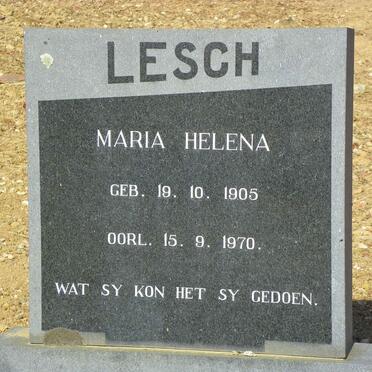 LESCH
MARIA HELENA
GEB. 19. 10. 1905
OORL. 15. 9. 1970.
WAT SY KON HET SY GEDOEN.